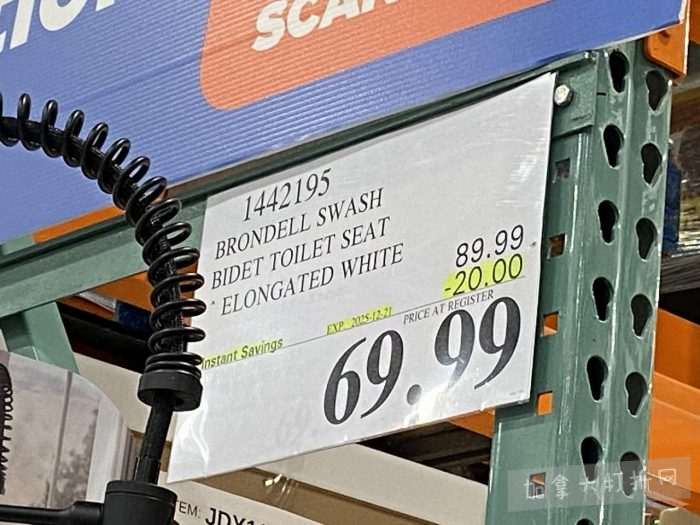 SCAN
1442195
BRONDELL SWASH
BIDET TOILET SEAT
* ELONGATED WHITE
89.99
-20.00
Instant Savings
EXP. 2025-12-21
PRICE AT REGISTER
69.99
加拿大打折网